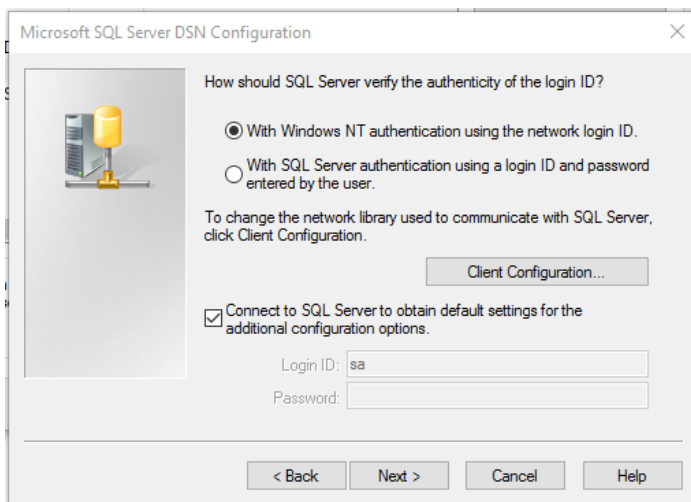 Microsoft SQL Server DSN Configuration
How should SQL Server verify the authenticity of the login ID?
With Windows NT authentication using the network login ID.
With SQL Server authentication using a login ID and password
entered by the user.
To change the network library used to communicate with SQL Server,
click Client Configuration.
Client Configuration...
Connect to SQL Server to obtain default settings for the
additional configuration options.
Login ID: sa
Password:
< Back Next > Cancel Help